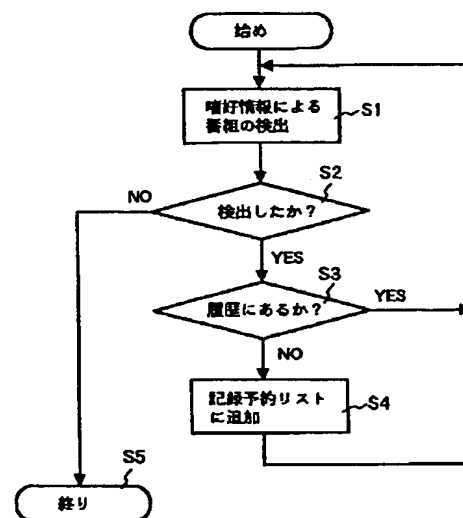 始め
嗜好情報による
番組の検出
S1
S2
検出したか？
NO
YES
S3
履歴にあるか？
YES
NO
記録予約リスト
に追加
S4
S5
終り